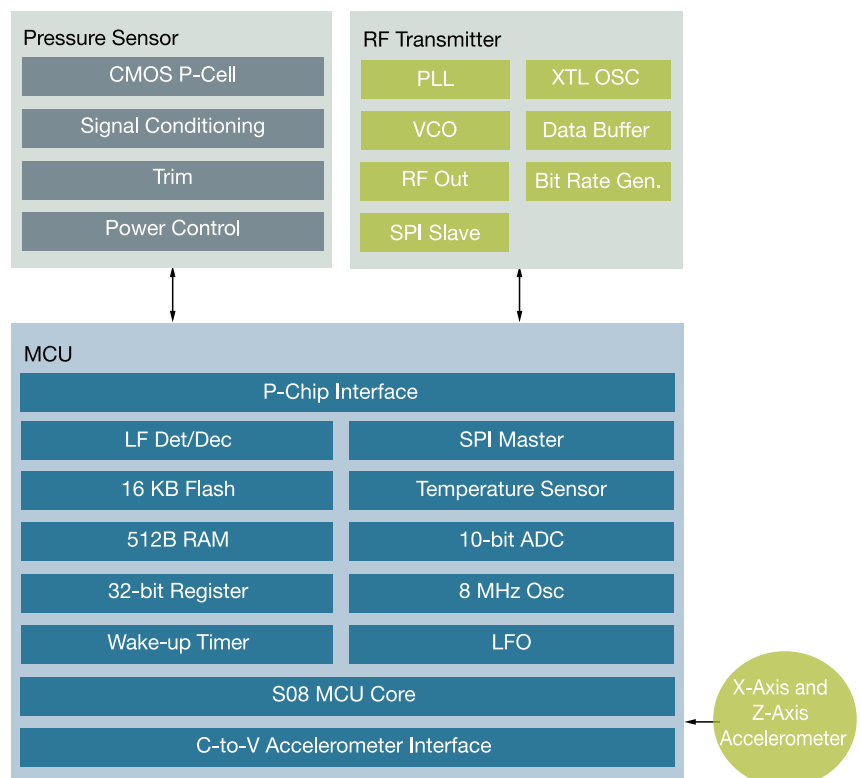 Pressure Sensor
CMOS P-Cell
Signal Conditioning
Trim
Power Control
RF Transmitter
PLL
XTL OSC
VCO
Data Buffer
RF Out
Bit Rate Gen.
SPI Slave
MCU
P-Chip Interface
LF Det/Dec
SPI Master
16 KB Flash
Temperature Sensor
512B RAM
10-bit ADC
32-bit Register
8 MHz Osc
Wake-up Timer
LFO
S08 MCU Core
C-to-V Accelerometer Interface
X-Axis and
Z-Axis
Accelerometer